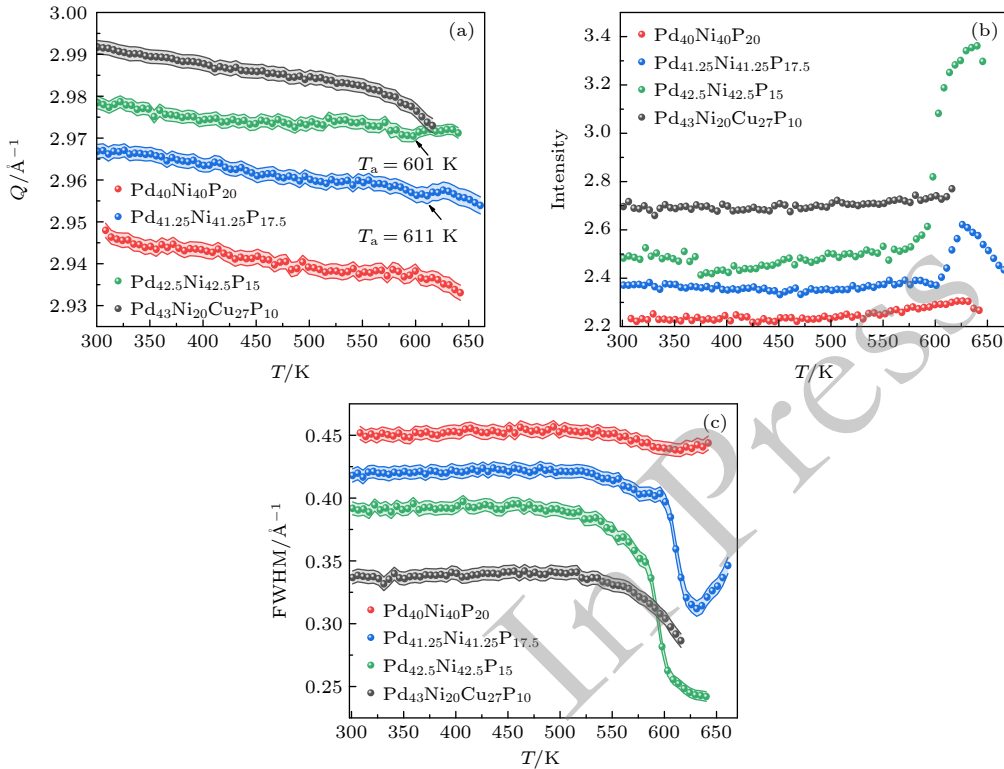 3.00
2.99
2.98
2.97
2.96
2.95
2.94
2.93
Q/Å−1
(a)
Ta = 601 K
Ta = 611 K
Pd40Ni40P20
Pd41.25Ni41.25P17.5
Pd42.5Ni42.5P15
Pd43Ni20Cu27P10
300 350 400 450 500 550 600 650
T/K
3.4
3.2
3.0
2.8
2.6
2.4
2.2
Intensity
(b)
Pd40Ni40P20
Pd41.25Ni41.25P17.5
Pd42.5Ni42.5P15
Pd43Ni20Cu27P10
300 350 400 450 500 550 600 650
T/K
0.45
0.40
0.35
0.30
0.25
FWHM/Å−1
(c)
Pd40Ni40P20
Pd41.25Ni41.25P17.5
Pd42.5Ni42.5P15
Pd43Ni20Cu27P10
300 350 400 450 500 550 600 650
T/K
In Press